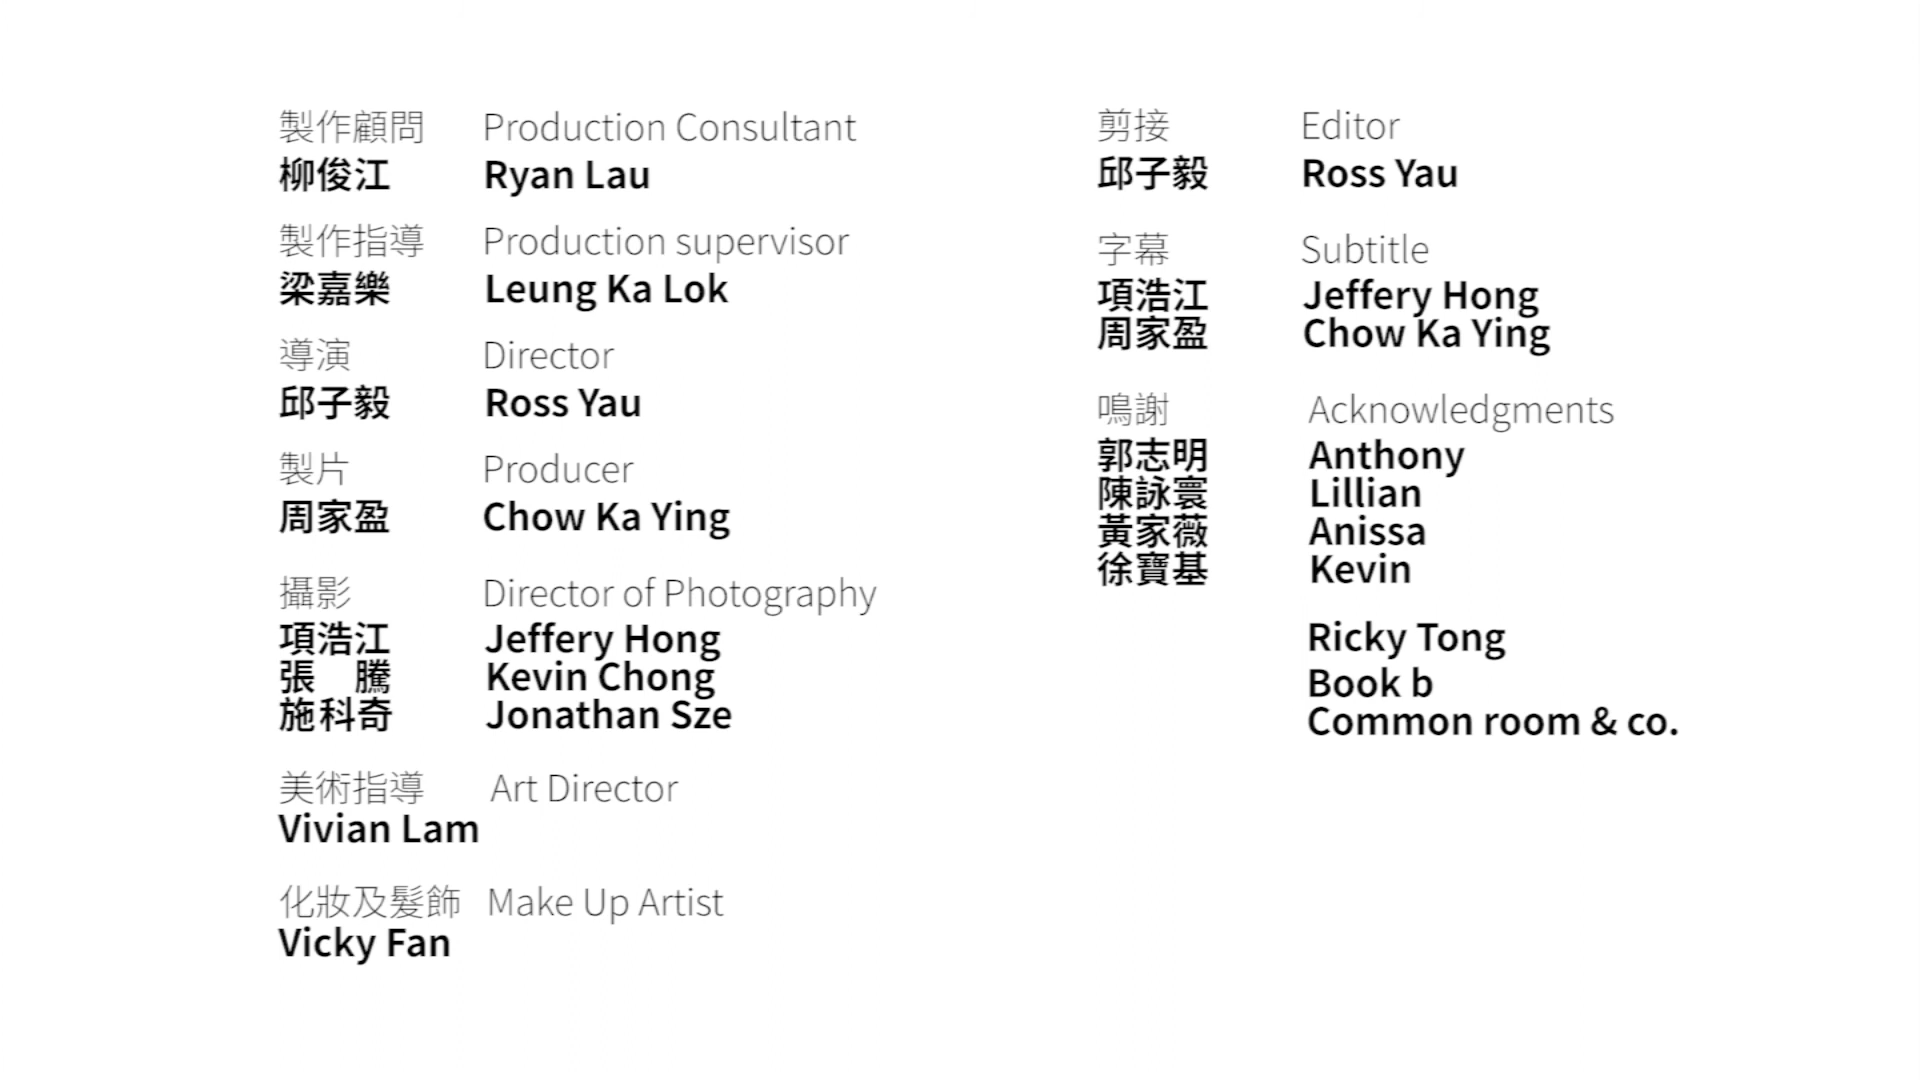 製作顧問 Production Consultant
柳俊江 Ryan Lau
製作指導 Production supervisor
梁嘉樂 Leung Ka Lok
導演 Director
邱子毅 Ross Yau
製片 Producer
周家盈 Chow Ka Ying
攝影 Director of Photography
項浩江 Jeffery Hong
張　騰 Kevin Chong
施科奇 Jonathan Sze
美術指導 Art Director
Vivian Lam
化妝及髮飾 Make Up Artist
Vicky Fan
剪接 Editor
邱子毅 Ross Yau
字幕 Subtitle
項浩江 Jeffery Hong
周家盈 Chow Ka Ying
鳴謝 Acknowledgments
郭志明 Anthony
陳詠寰 Lillian
黃家薇 Anissa
徐寶基 Kevin
Ricky Tong
Book b
Common room & co.